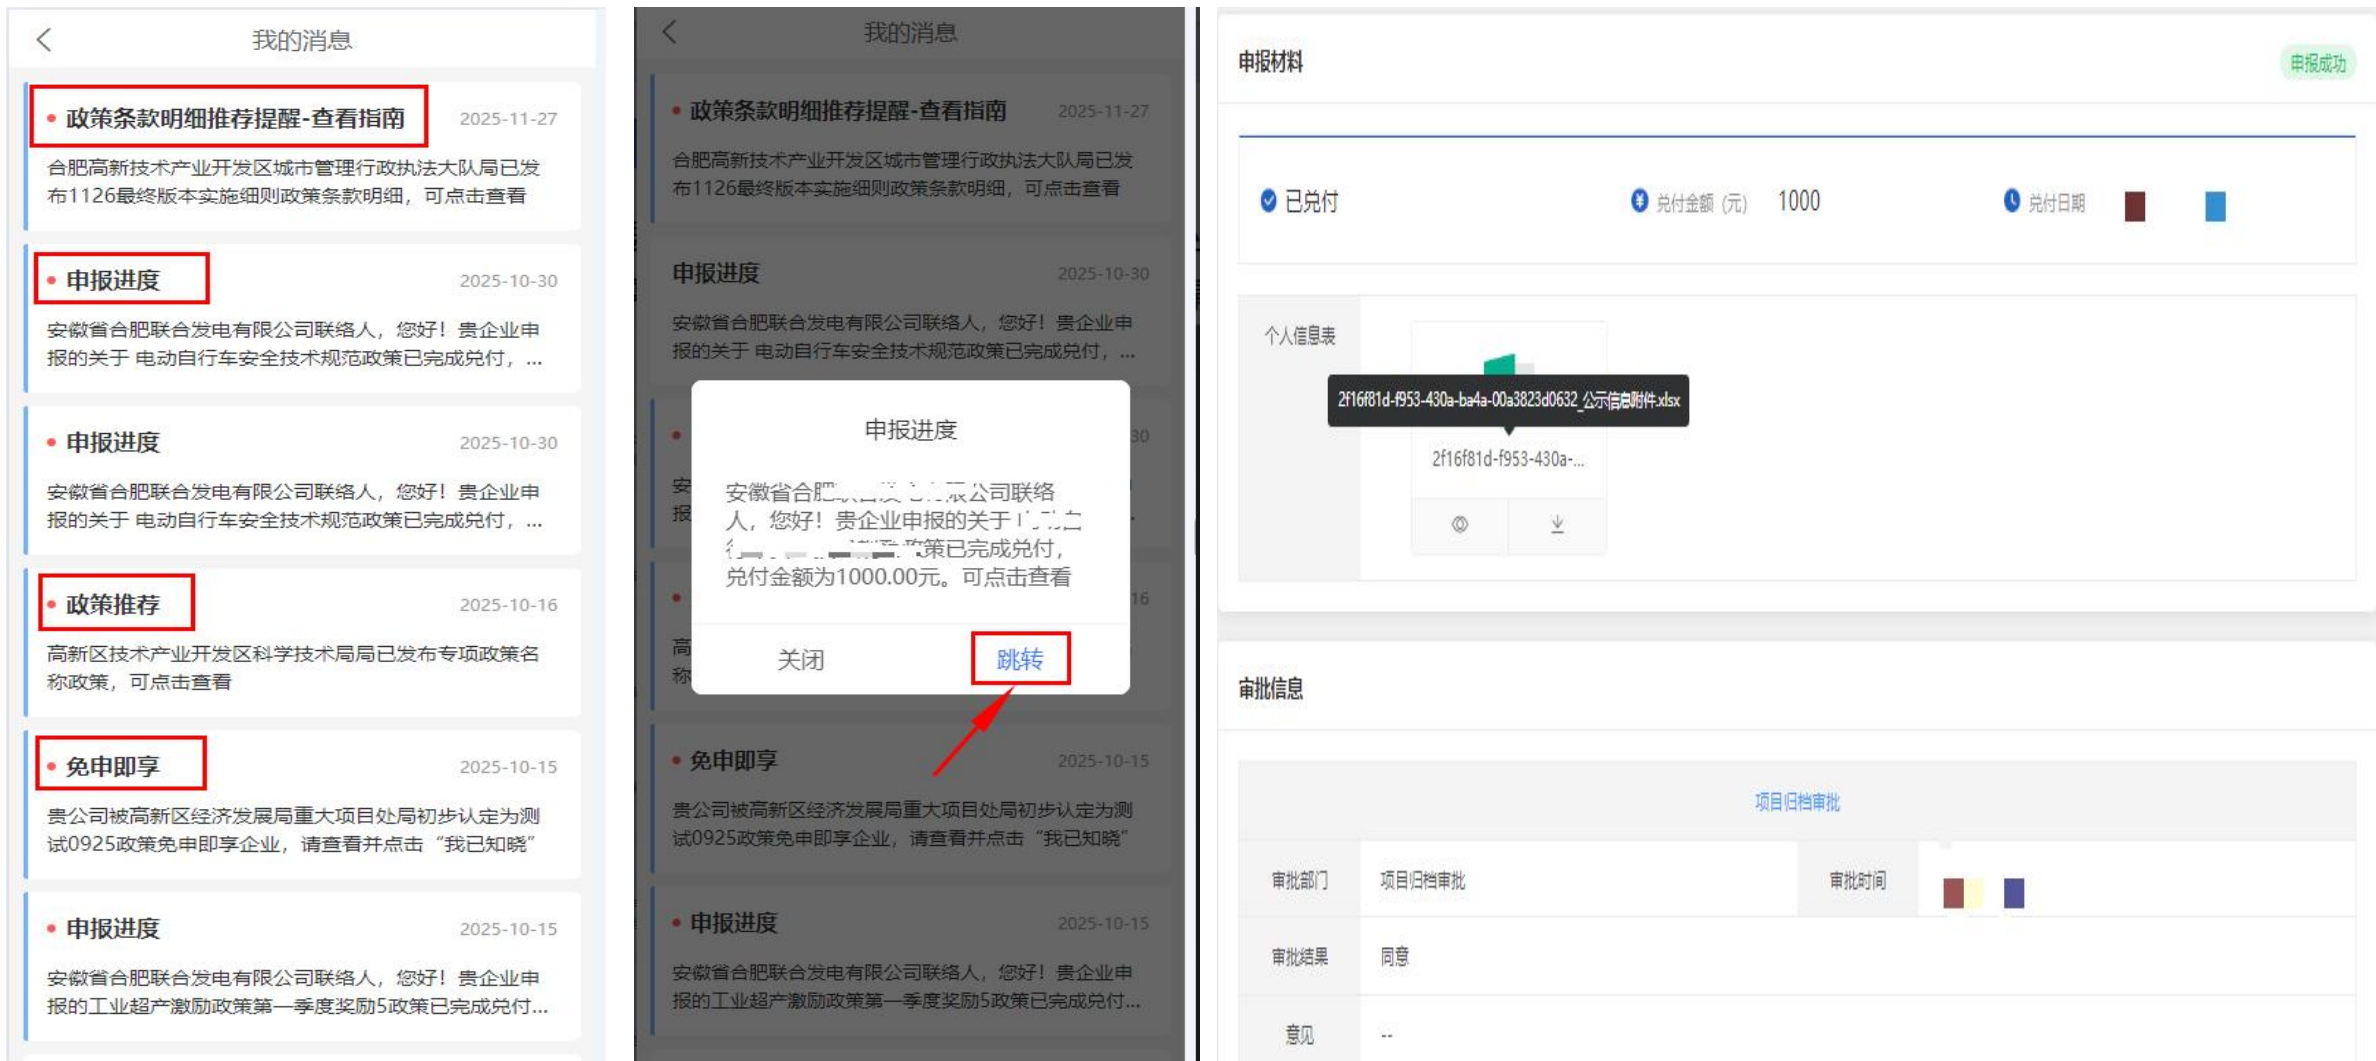 我的消息
政策条款明细推荐提醒-查看指南 2025-11-27
合肥高新技术产业开发区城市管理行政执法大队局已发
布1126最终版本实施细则政策条款明细，可点击查看
申报进度 2025-10-30
安徽省合肥联合发电有限公司联络人，您好！贵企业申
报的关于 电动自行车安全技术规范政策已完成兑付，...
申报进度 2025-10-30
安徽省合肥联合发电有限公司联络人，您好！贵企业申
报的关于 电动自行车安全技术规范政策已完成兑付，...
政策推荐 2025-10-16
高新区技术产业开发区科学技术局局已发布专项政策名
称政策，可点击查看
免申即享 2025-10-15
贵公司被高新区经济发展局重大项目处局初步认定为测
试0925政策免申即享企业，请查看并点击“我已知晓”
申报进度 2025-10-15
安徽省合肥联合发电有限公司联络人，您好！贵企业申
报的工业超产激励政策第一季度奖励5政策已完成兑付...
我的消息
政策条款明细推荐提醒-查看指南 2025-11-27
合肥高新技术产业开发区城市管理行政执法大队局已发
布1126最终版本实施细则政策条款明细，可点击查看
申报进度 2025-10-30
安徽省合肥联合发电有限公司联络人，您好！贵企业申
报的关于 电动自行车安全技术规范政策已完成兑付，...
30
安
报
16
高
称
申报进度
安徽省合肥 公司联络
人，您好！贵企业申报的关于
政策已完成兑付，
兑付金额为1000.00元。可点击查看
关闭 跳转
免申即享 2025-10-15
贵公司被高新区经济发展局重大项目处局初步认定为测
试0925政策免申即享企业，请查看并点击“我已知晓”
申报进度 2025-10-15
安徽省合肥联合发电有限公司联络人，您好！贵企业申
报的工业超产激励政策第一季度奖励5政策已完成兑付...
申报材料 申报成功
已兑付 兑付金额（元） 1000 兑付日期
个人信息表
2f16f81d-f953-430a-ba4a-00a3823d0632_公示信息附件.xlsx
2f16f81d-f953-430a-...
审批信息
项目归档审批
审批部门 项目归档审批 审批时间
审批结果 同意
意见 --